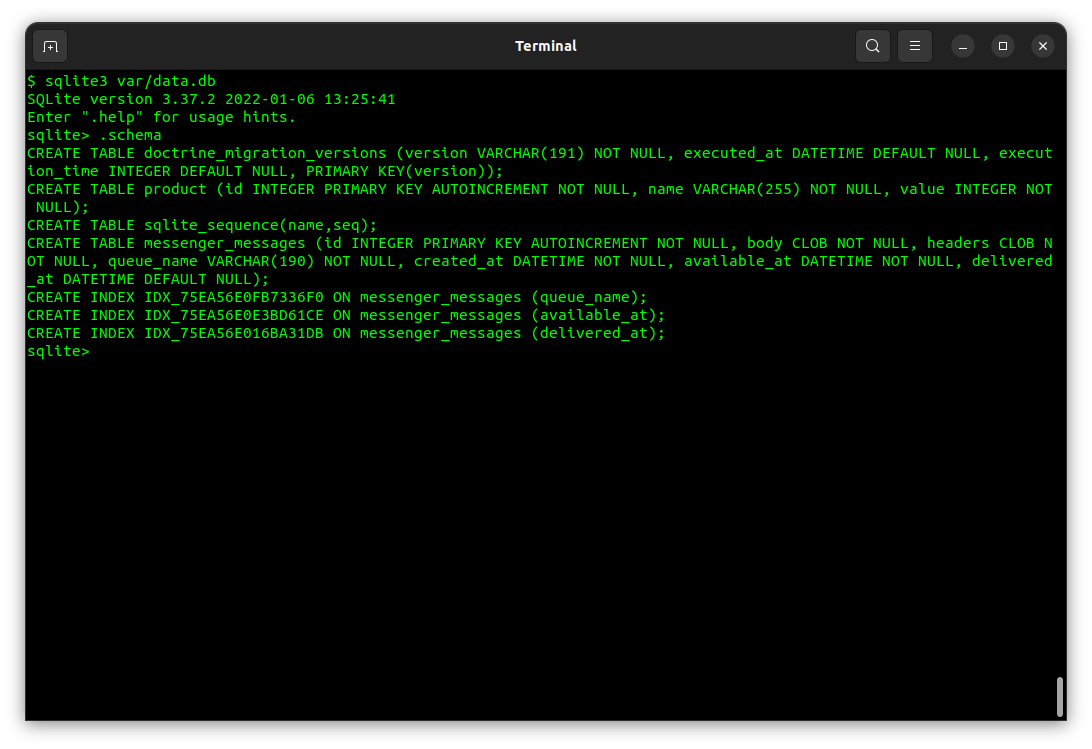 Terminal
$ sqlite3 var/data.db
SQLite version 3.37.2 2022-01-06 13:25:41
Enter ".help" for usage hints.
sqlite> .schema
CREATE TABLE doctrine_migration_versions (version VARCHAR(191) NOT NULL, executed_at DATETIME DEFAULT NULL, execut
ion_time INTEGER DEFAULT NULL, PRIMARY KEY(version));
CREATE TABLE product (id INTEGER PRIMARY KEY AUTOINCREMENT NOT NULL, name VARCHAR(255) NOT NULL, value INTEGER NOT
 NULL);
CREATE TABLE sqlite_sequence(name,seq);
CREATE TABLE messenger_messages (id INTEGER PRIMARY KEY AUTOINCREMENT NOT NULL, body CLOB NOT NULL, headers CLOB N
OT NULL, queue_name VARCHAR(190) NOT NULL, created_at DATETIME NOT NULL, available_at DATETIME NOT NULL, delivered
_at DATETIME DEFAULT NULL);
CREATE INDEX IDX_75EA56E0FB7336F0 ON messenger_messages (queue_name);
CREATE INDEX IDX_75EA56E0E3BD61CE ON messenger_messages (available_at);
CREATE INDEX IDX_75EA56E016BA31DB ON messenger_messages (delivered_at);
sqlite>